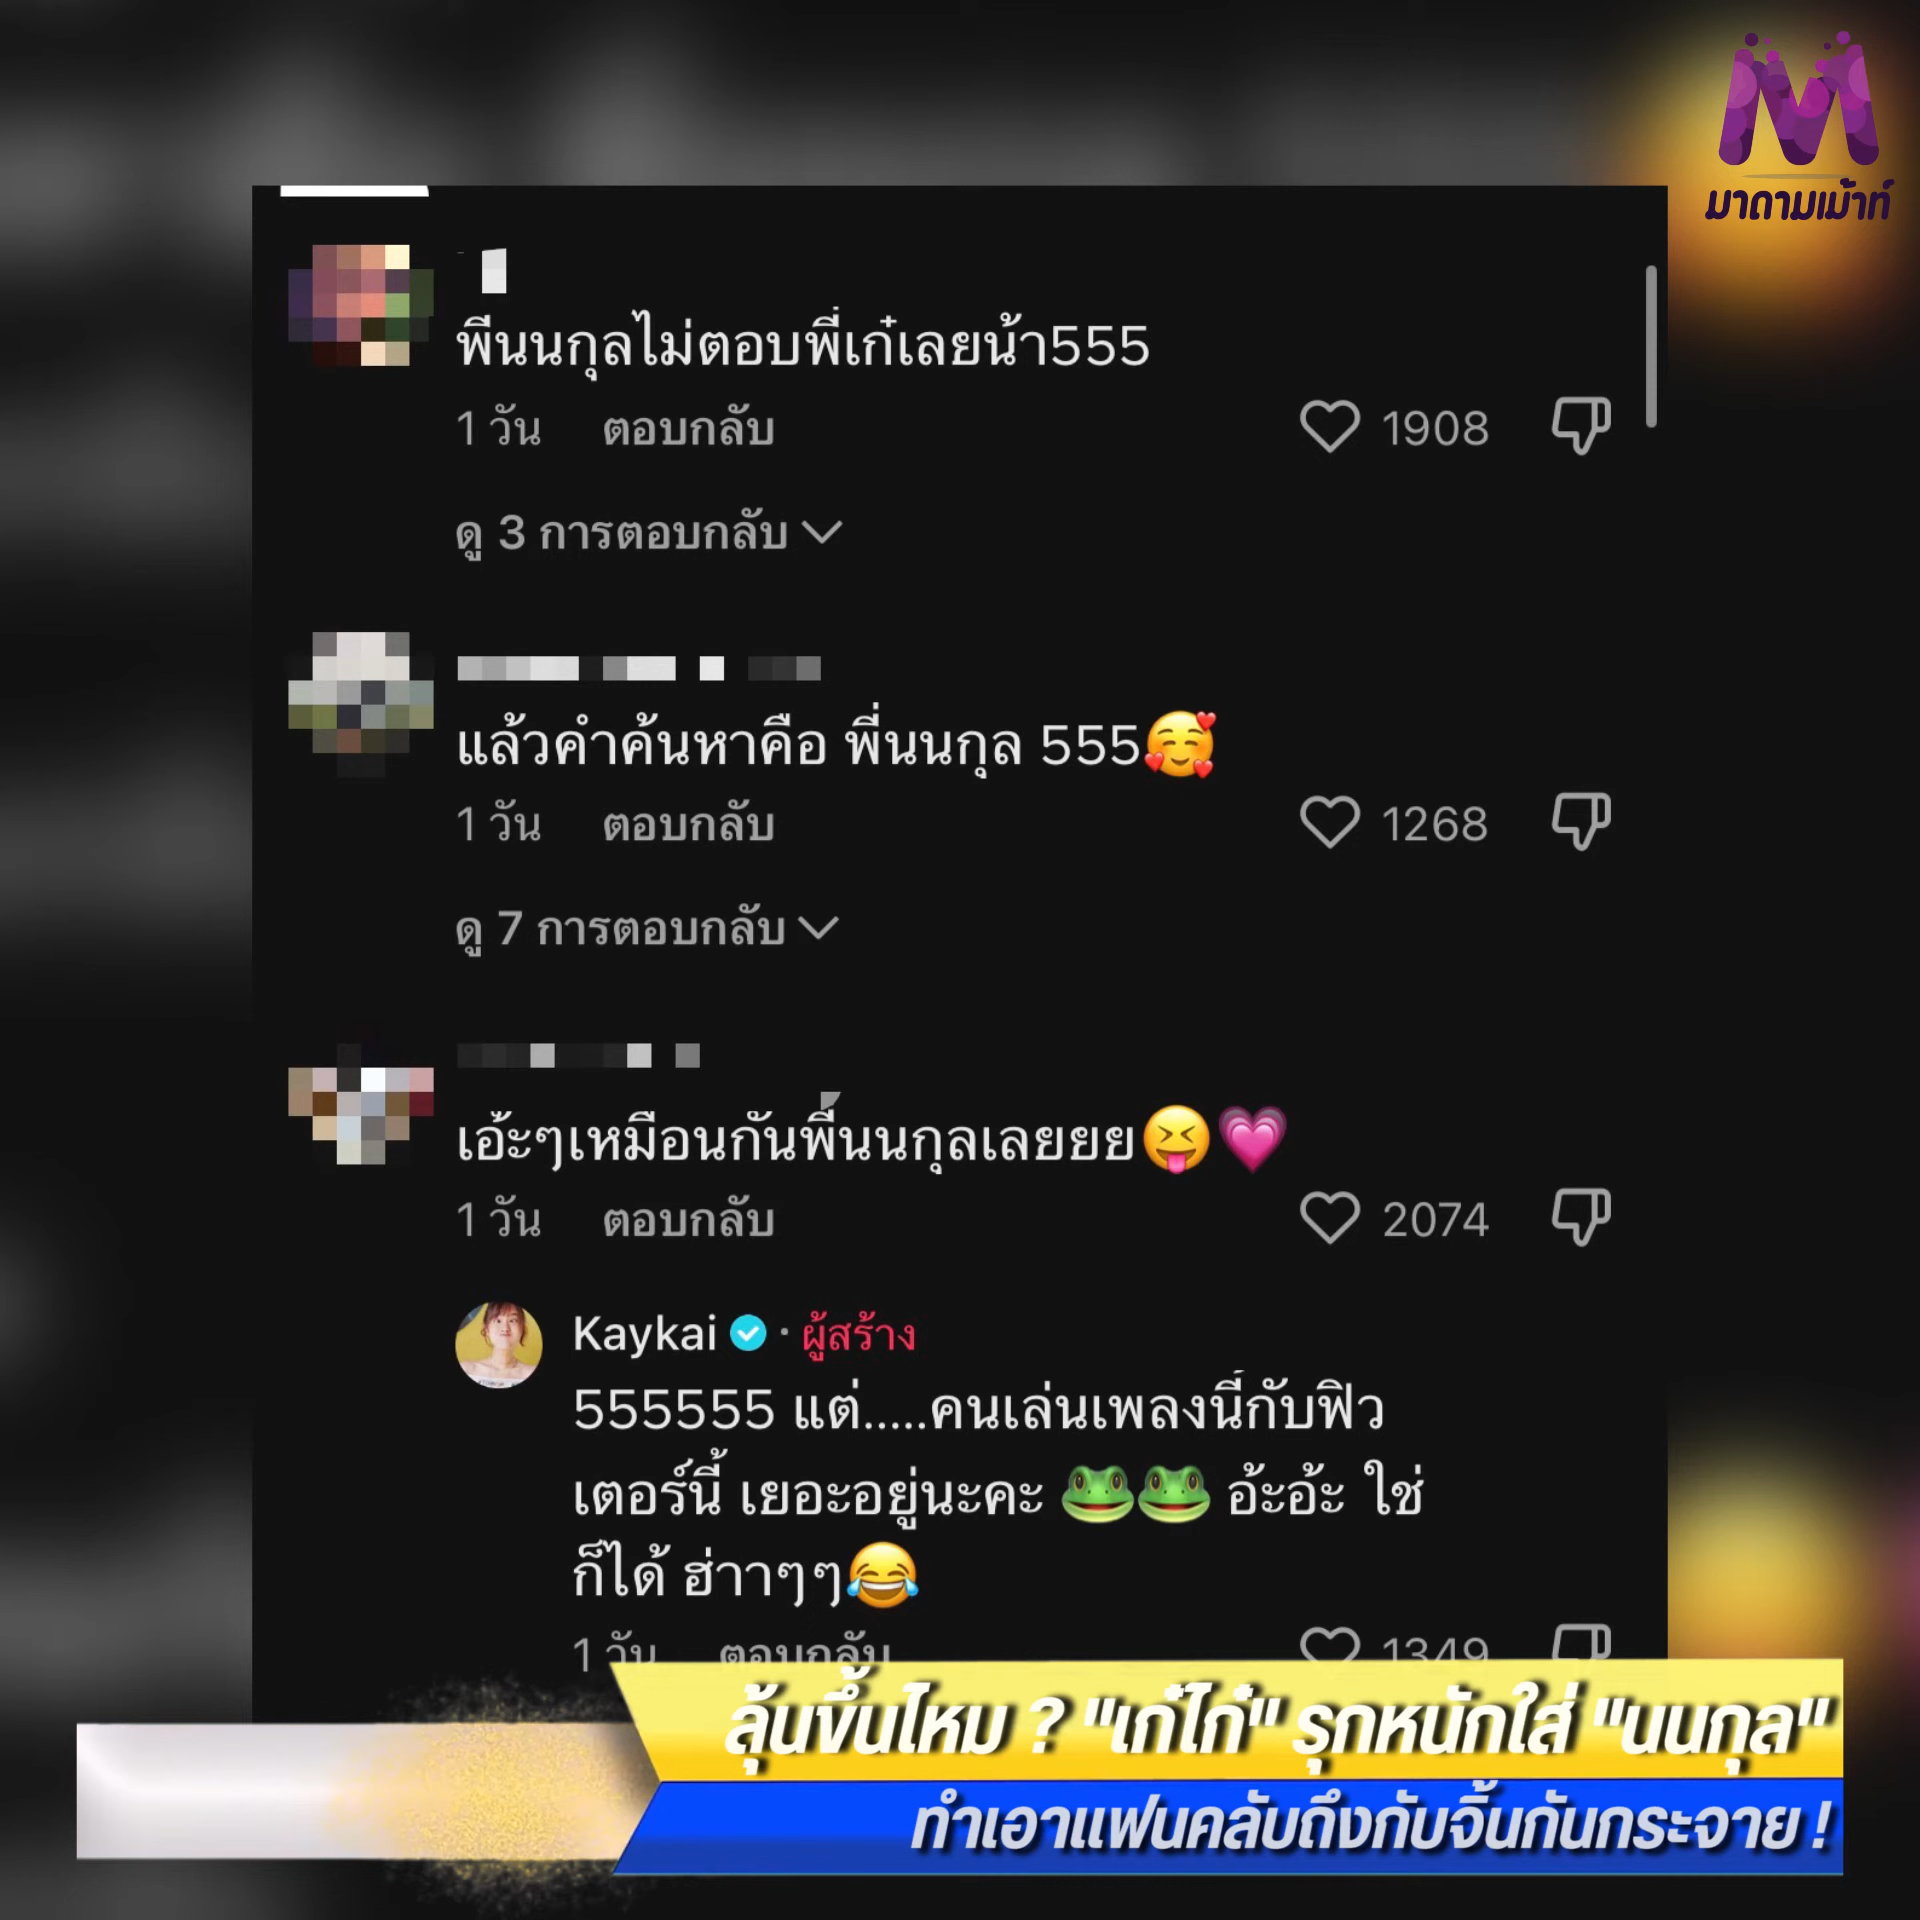 มาดามเม้าท์
พี่นนกุลไม่ตอบพี่เก๋เลยน้า555
1 วัน ตอบกลับ 1908
ดู 3 การตอบกลับ
แล้วคำค้นหาคือ พี่นนกุล 555🥰
1 วัน ตอบกลับ 1268
ดู 7 การตอบกลับ
เอ้ะๆเหมือนกันพี่นนกุลเลยยย😝💗
1 วัน ตอบกลับ 2074
Kaykai · ผู้สร้าง
555555 แต่.....คนเล่นเพลงนี้กับฟิว
เตอร์นี้ เยอะอยู่นะคะ 🐸🐸 อ้ะอ้ะ ใช่
ก็ได้ ฮ่าาๆๆ😂
1 วัน ตอบกลับ 1349
ลุ้นขึ้นไหม ? "เก๋ไก๋" รุกหนักใส่ "นนกุล"
ทำเอาแฟนคลับถึงกับจิ้นกันกระจาย !